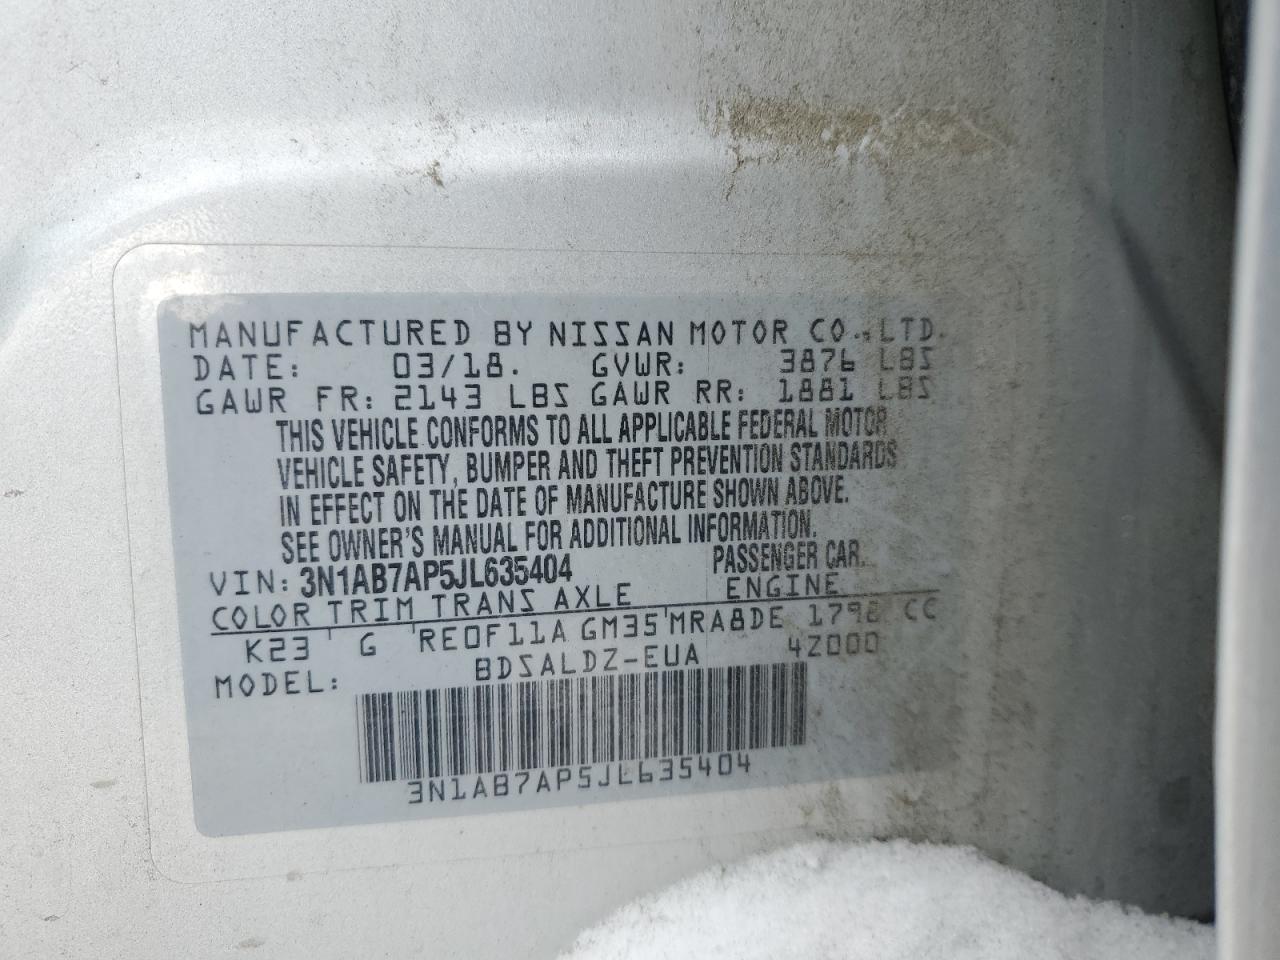 MANUFACTURED BY NISSAN MOTOR CO., LTD.
DATE: 03/18. GVWR: 3876 LBS
GAWR FR: 2143 LBS GAWR RR: 1881 LBS
THIS VEHICLE CONFORMS TO ALL APPLICABLE FEDERAL MOTOR
VEHICLE SAFETY, BUMPER AND THEFT PREVENTION STANDARDS
IN EFFECT ON THE DATE OF MANUFACTURE SHOWN ABOVE.
SEE OWNER'S MANUAL FOR ADDITIONAL INFORMATION.
VIN: 3N1AB7AP5JL635404 PASSENGER CAR.
COLOR TRIM TRANS AXLE ENGINE
K23 G RE0F11A GM35 MRA8DE 1798 CC
MODEL: BDSALDZ-EUA 4Z000
3N1AB7AP5JL635404